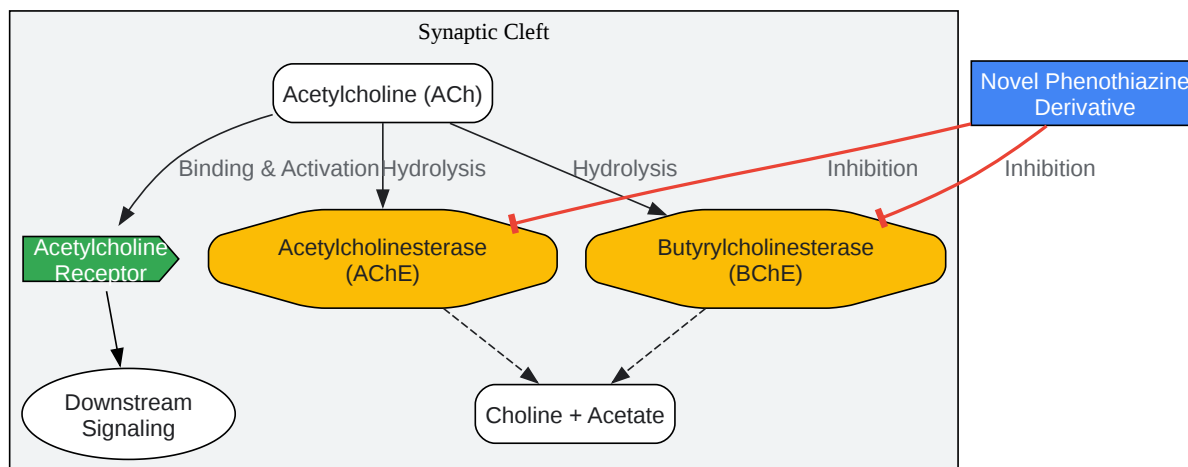 Synaptic Cleft
Acetylcholine (ACh)
Novel Phenothiazine
Derivative
Binding & Activation
Hydrolysis
Hydrolysis
Inhibition
Inhibition
Acetylcholine
Receptor
Acetylcholinesterase
(AChE)
Butyrylcholinesterase
(BChE)
Downstream
Signaling
Choline + Acetate